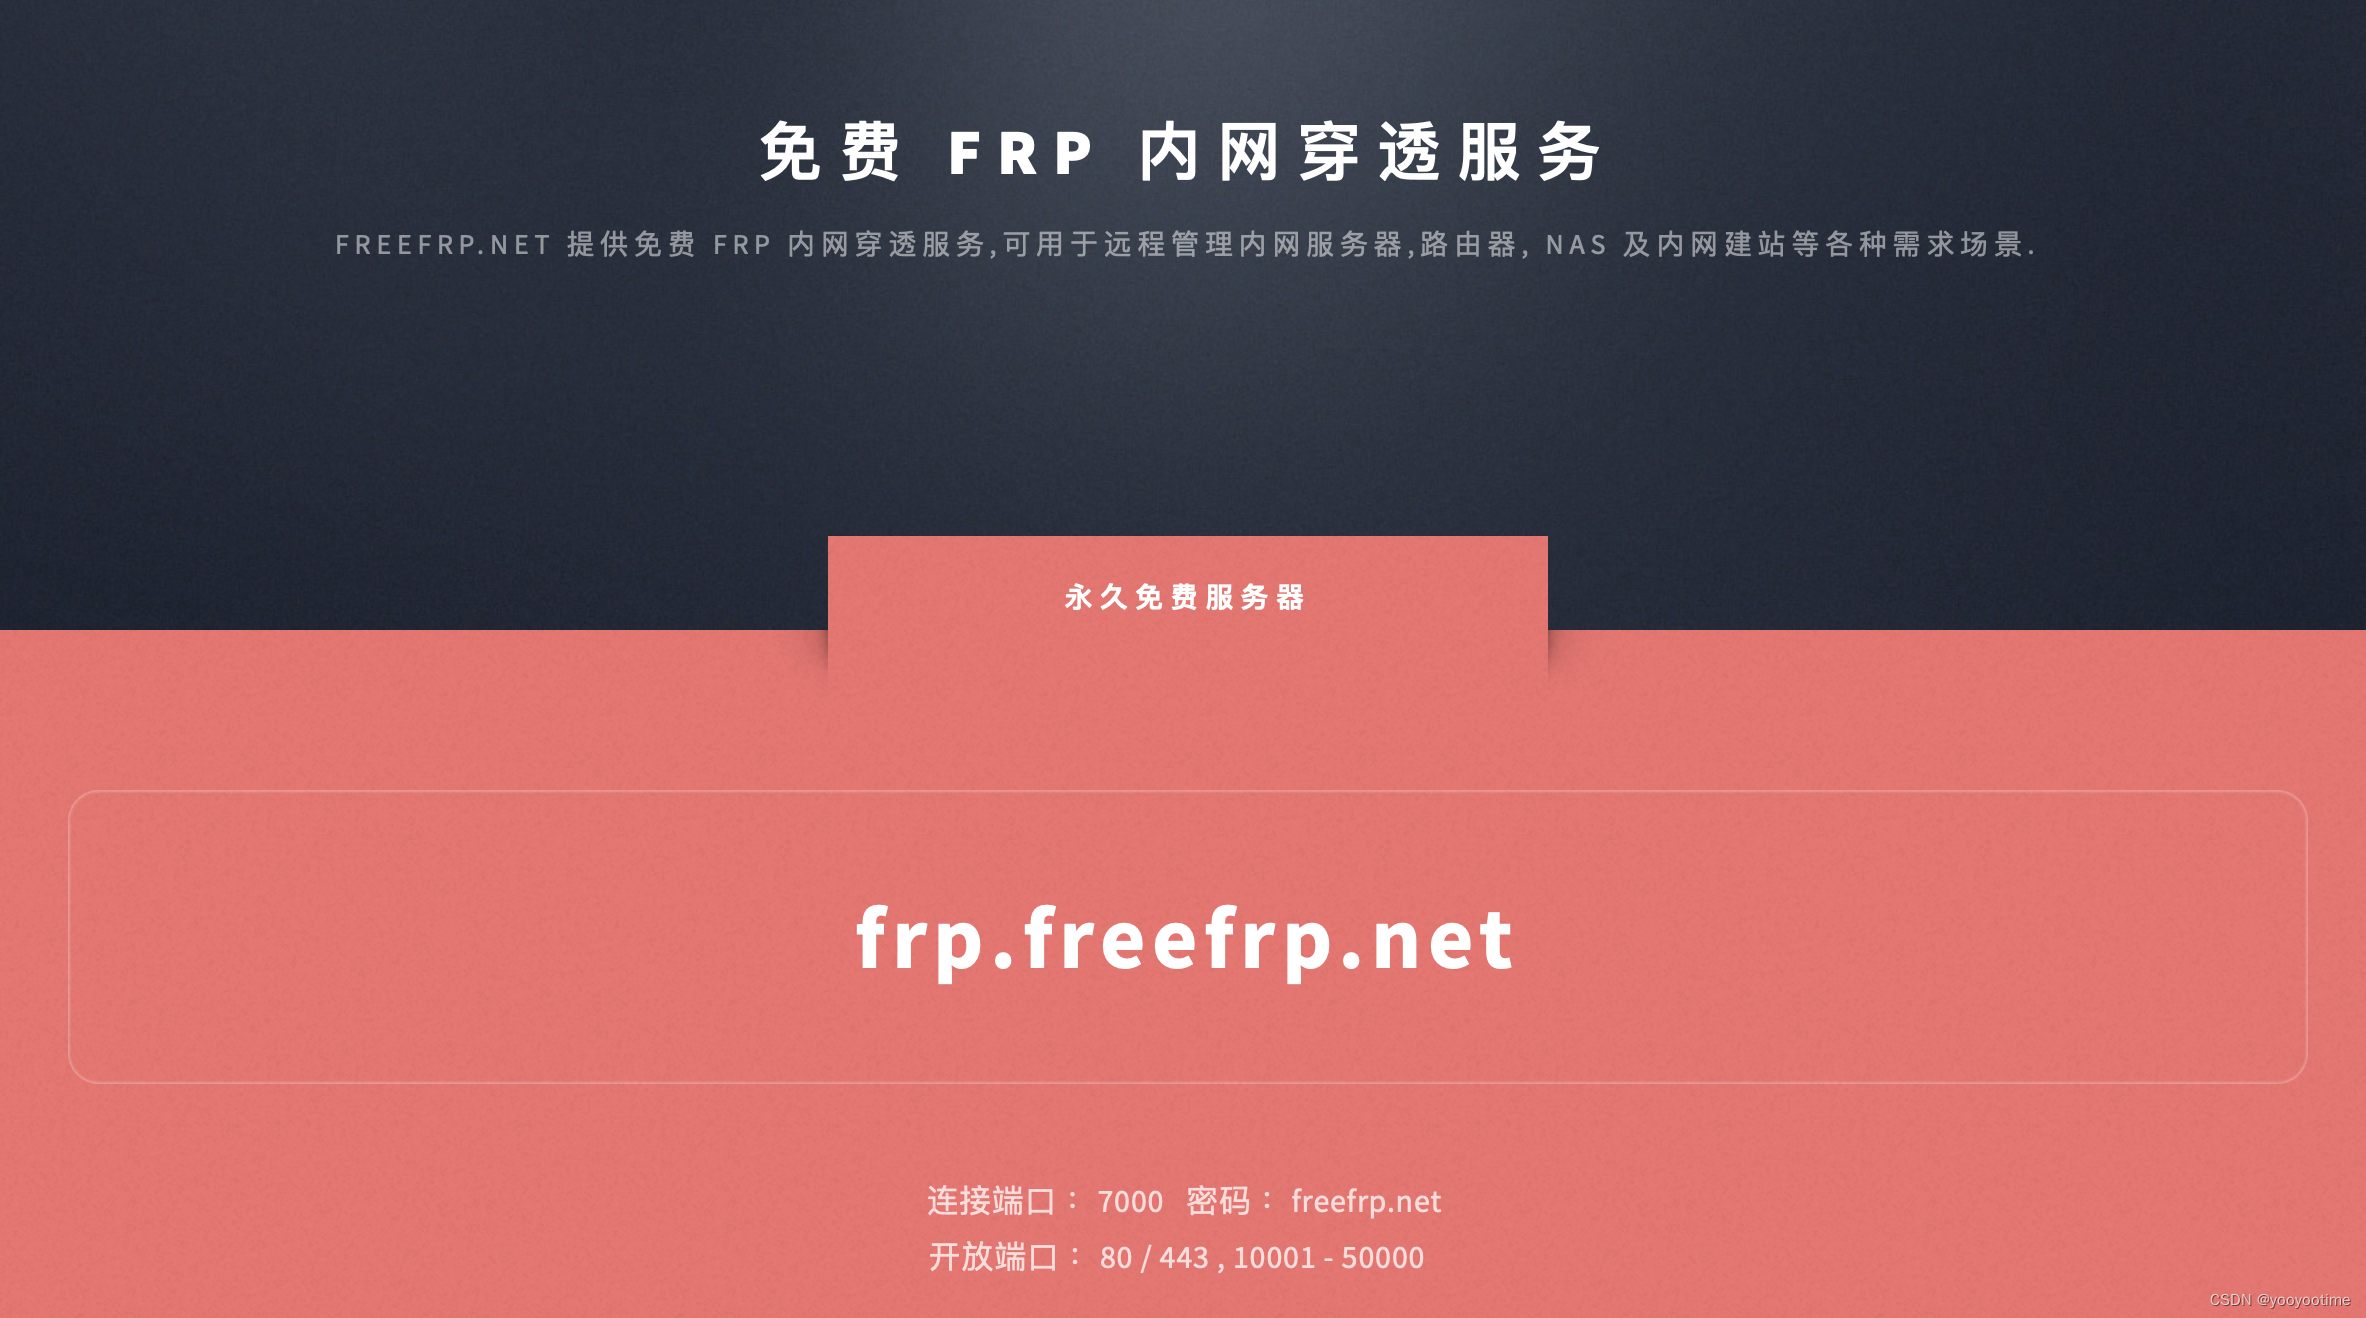 免费 FRP 内网穿透服务
FREEFRP.NET 提供免费 FRP 内网穿透服务,可用于远程管理内网服务器,路由器, NAS 及内网建站等各种需求场景.
永久免费服务器
frp.freefrp.net
连接端口： 7000 密码： freefrp.net
开放端口： 80 / 443 , 10001 - 50000
CSDN @yooyootime